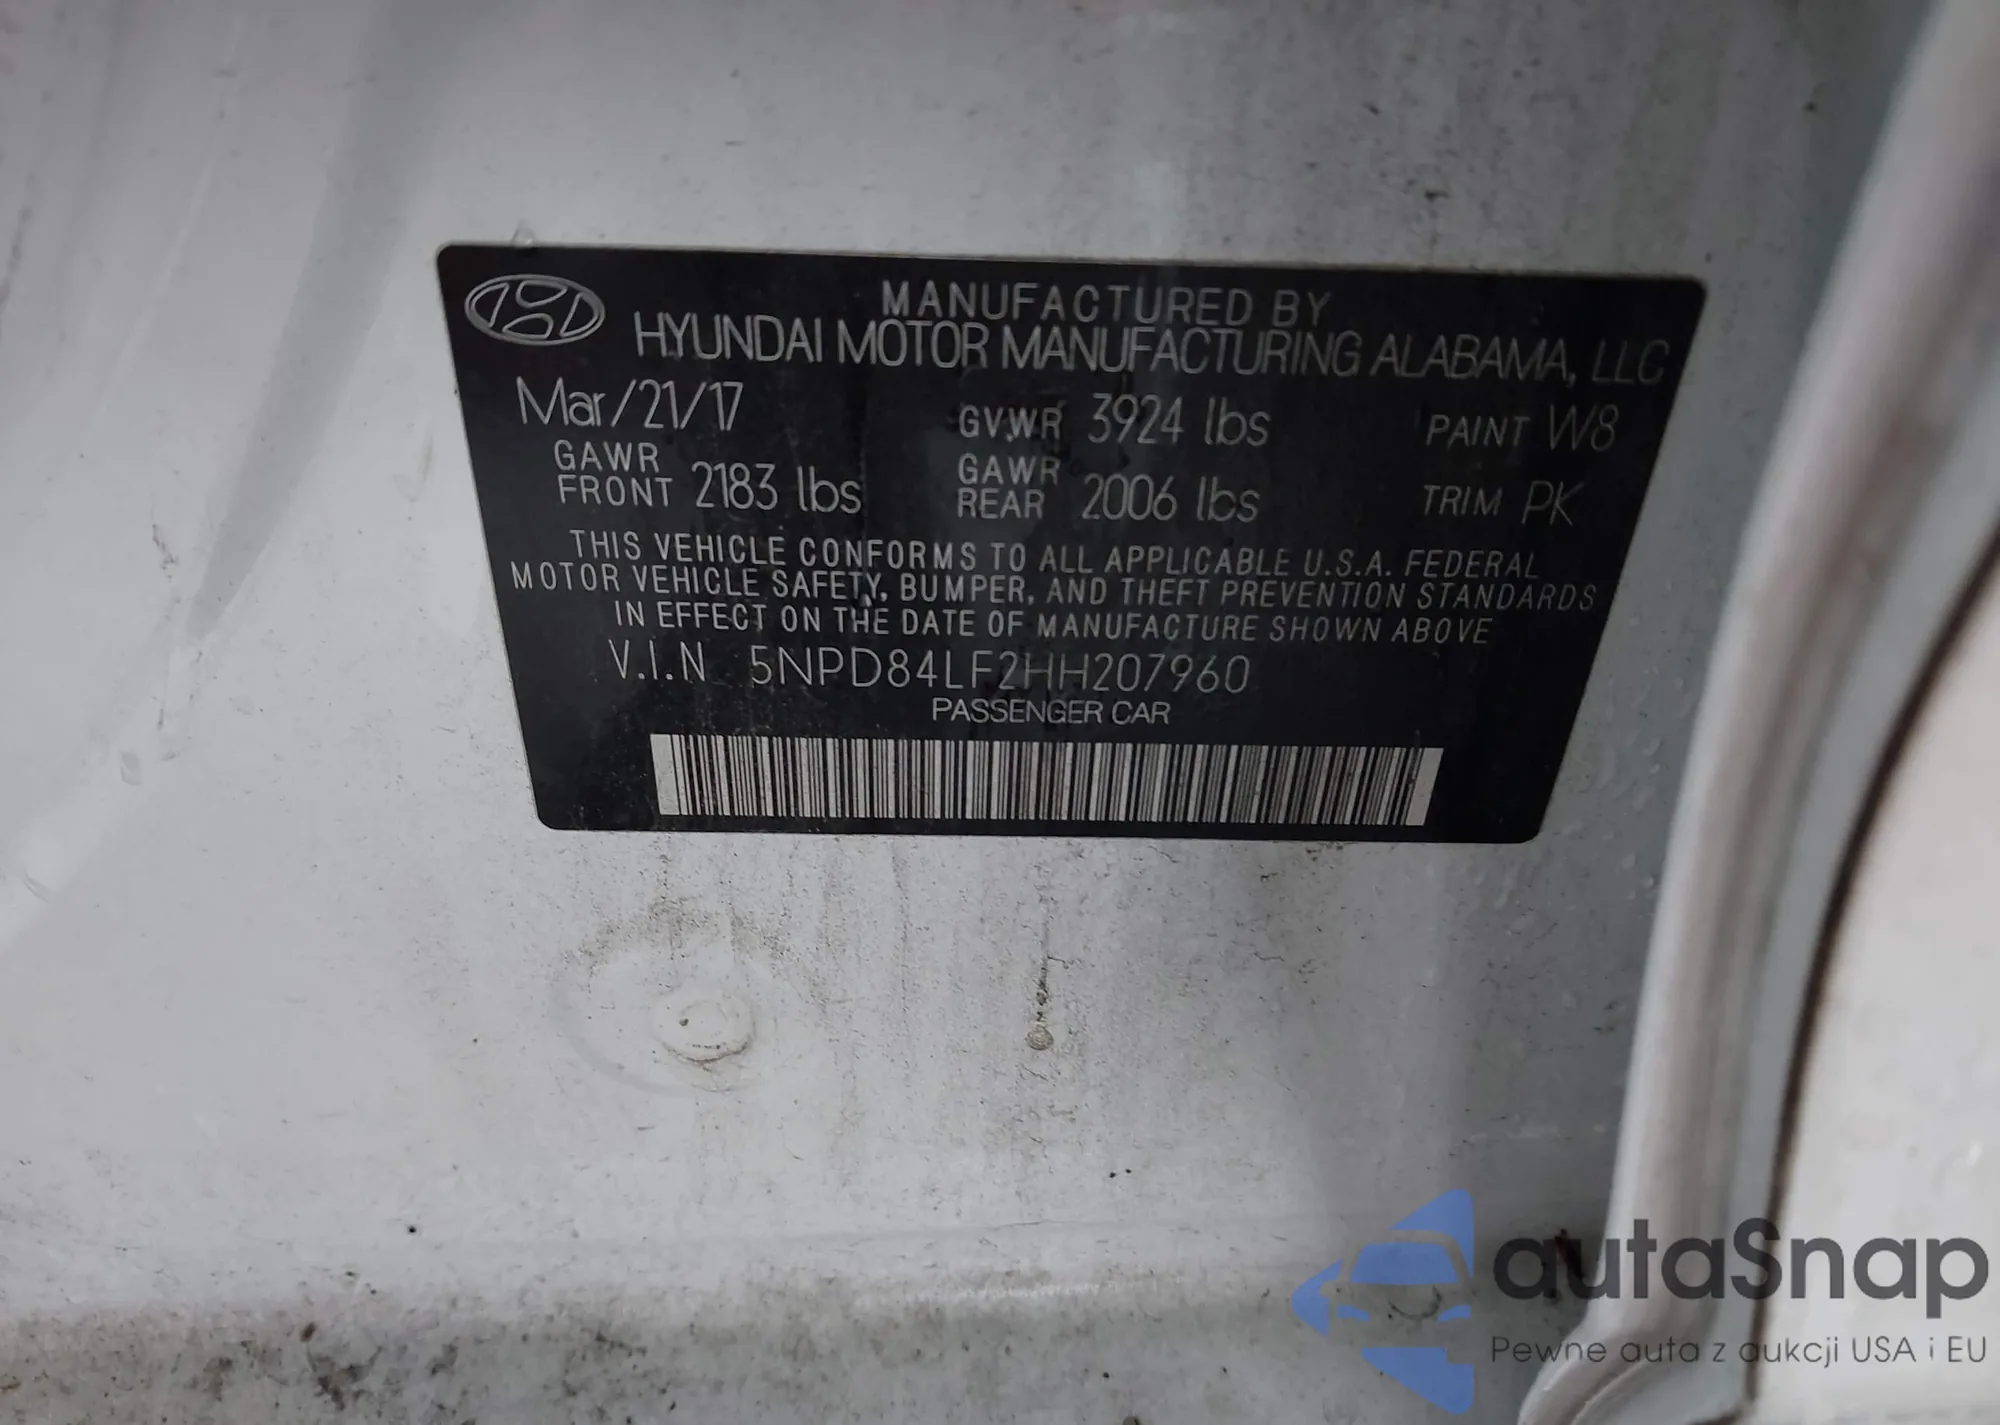 MANUFACTURED BY
HYUNDAI MOTOR MANUFACTURING ALABAMA, LLC
Mar/21/17 GVWR 3924 lbs PAINT W8
GAWR FRONT 2183 lbs GAWR REAR 2006 lbs TRIM PK
THIS VEHICLE CONFORMS TO ALL APPLICABLE U.S.A. FEDERAL
MOTOR VEHICLE SAFETY, BUMPER, AND THEFT PREVENTION STANDARDS
IN EFFECT ON THE DATE OF MANUFACTURE SHOWN ABOVE
V.I.N 5NPD84LF2HH207960
PASSENGER CAR
autaSnap
Pewne auta z aukcji USA i EU